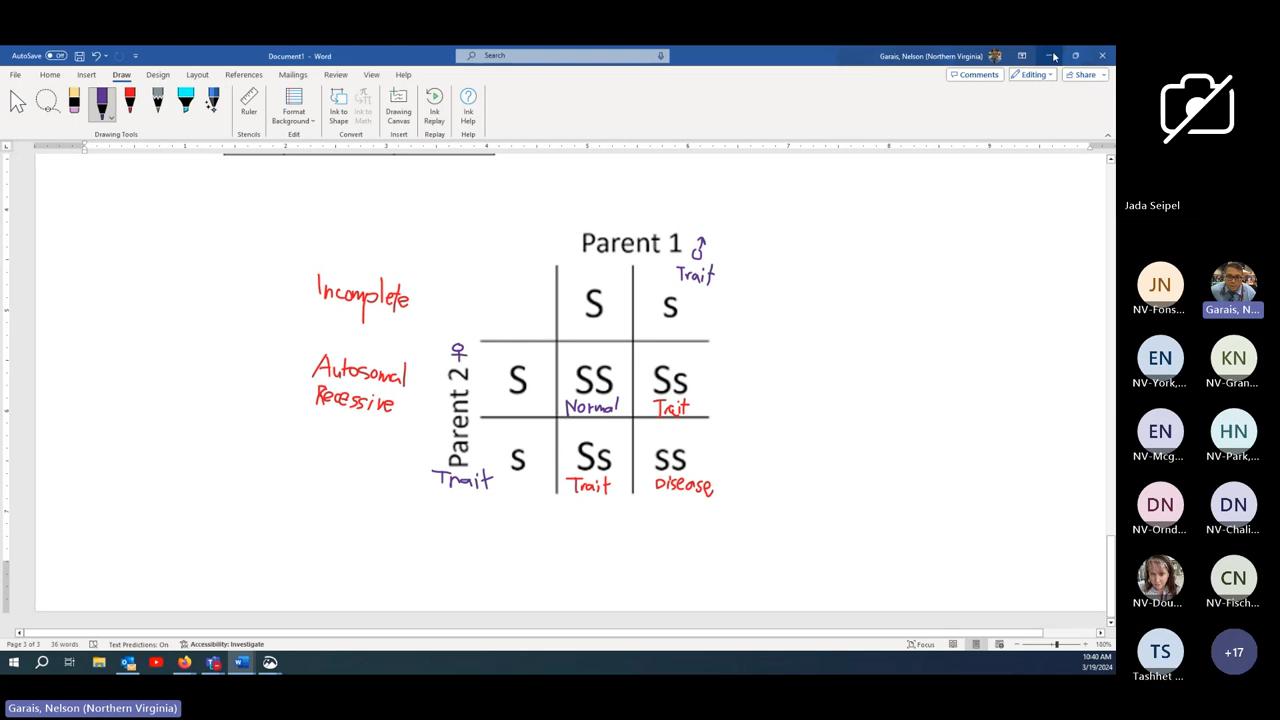 AutoSave Off
Document1 - Word
Search
Garais, Nelson (Northern Virginia)
File Home Insert Draw Design Layout References Mailings Review View Help
Comments Editing Share
Ruler
Format Background
Ink to Shape
Ink to Math
Drawing Canvas
Ink Replay
Ink Help
Drawing Tools Stencils Edit Convert Insert Replay Help
Parent 1 ♂
Trait
Incomplete
S s
Autosomal
Recessive
Parent 2 ♀
Trait
S SS Ss
Normal Trait
s Ss ss
Trait Disease
Page 3 of 3 36 words Text Predictions: On Accessibility: Investigate Focus 100%
10:40 AM
3/19/2024
Jada Seipel
JN
NV-Fons...
Garais, N...
EN
NV-York,...
KN
NV-Gran...
EN
NV-Mcg...
HN
NV-Park,...
DN
NV-Ornd...
DN
NV-Chali...
NV-Dou...
CN
NV-Fisch...
TS
Tashhet ...
+17
Garais, Nelson (Northern Virginia)